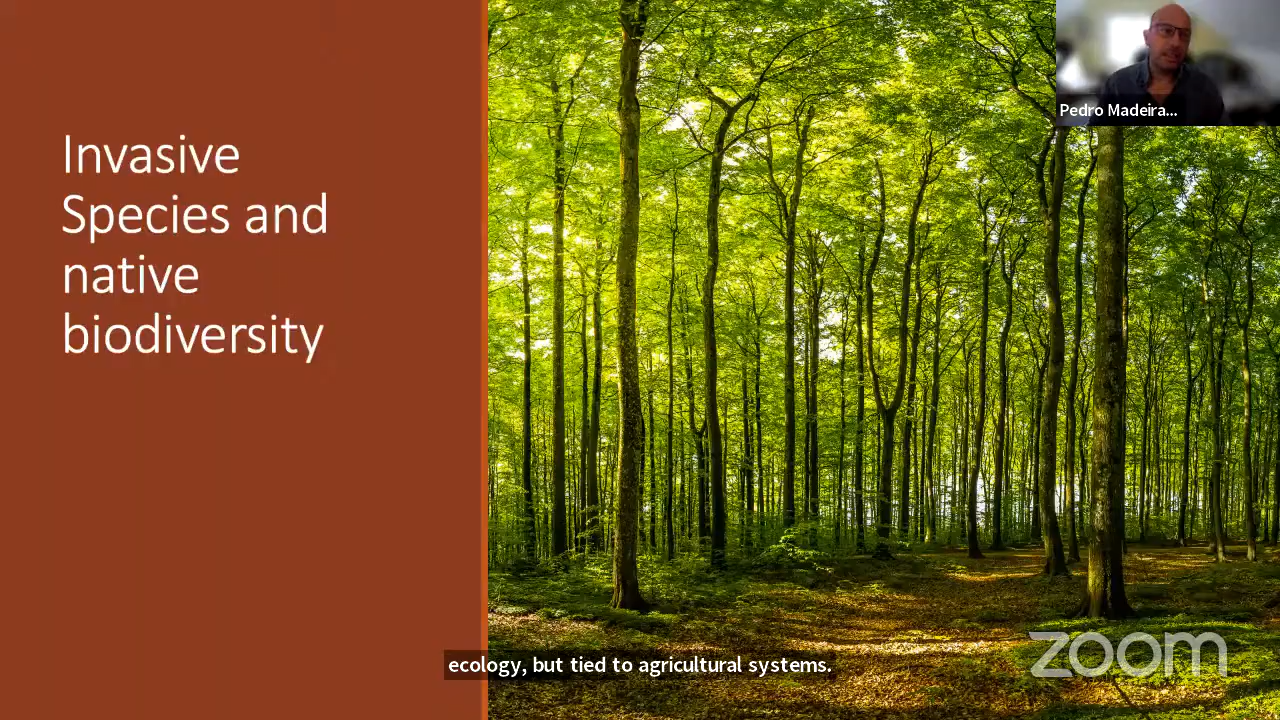 Invasive
Species and
native
biodiversity
Pedro Madeira...
ecology, but tied to agricultural systems.
zoom